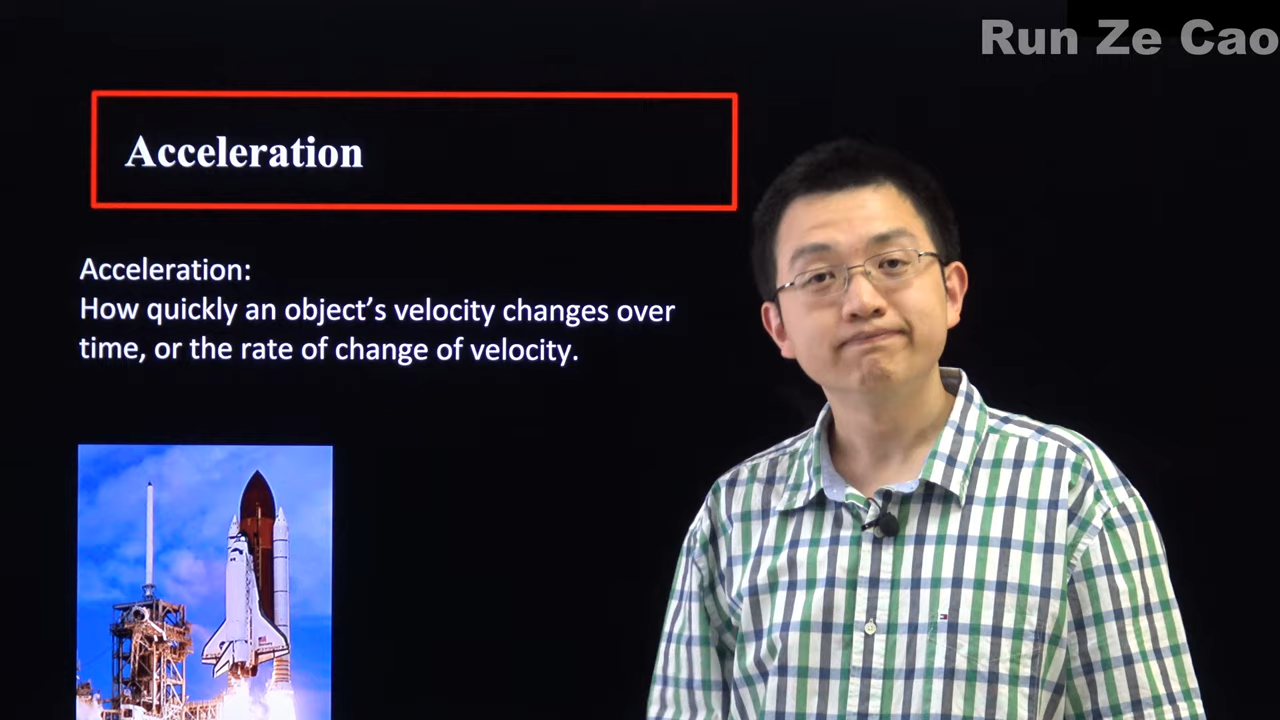 Run Ze Cao
Acceleration
Acceleration:
How quickly an object’s velocity changes over
time, or the rate of change of velocity.